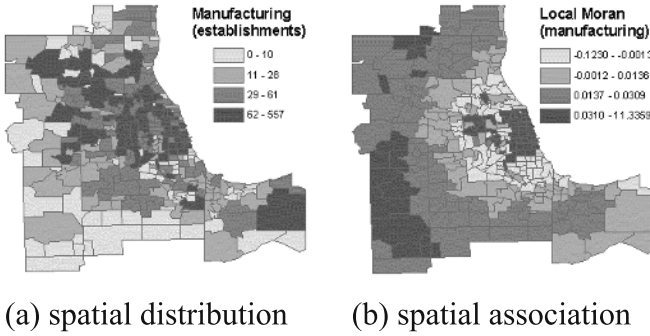 Manufacturing
(establishments)
0 - 10
11 - 28
29 - 61
62 - 557
Local Moran
(manufacturing)
-0.1230 - -0.0013
-0.0012 - 0.0136
0.0137 - 0.0309
0.0310 - 11.3359
(a) spatial distribution
(b) spatial association